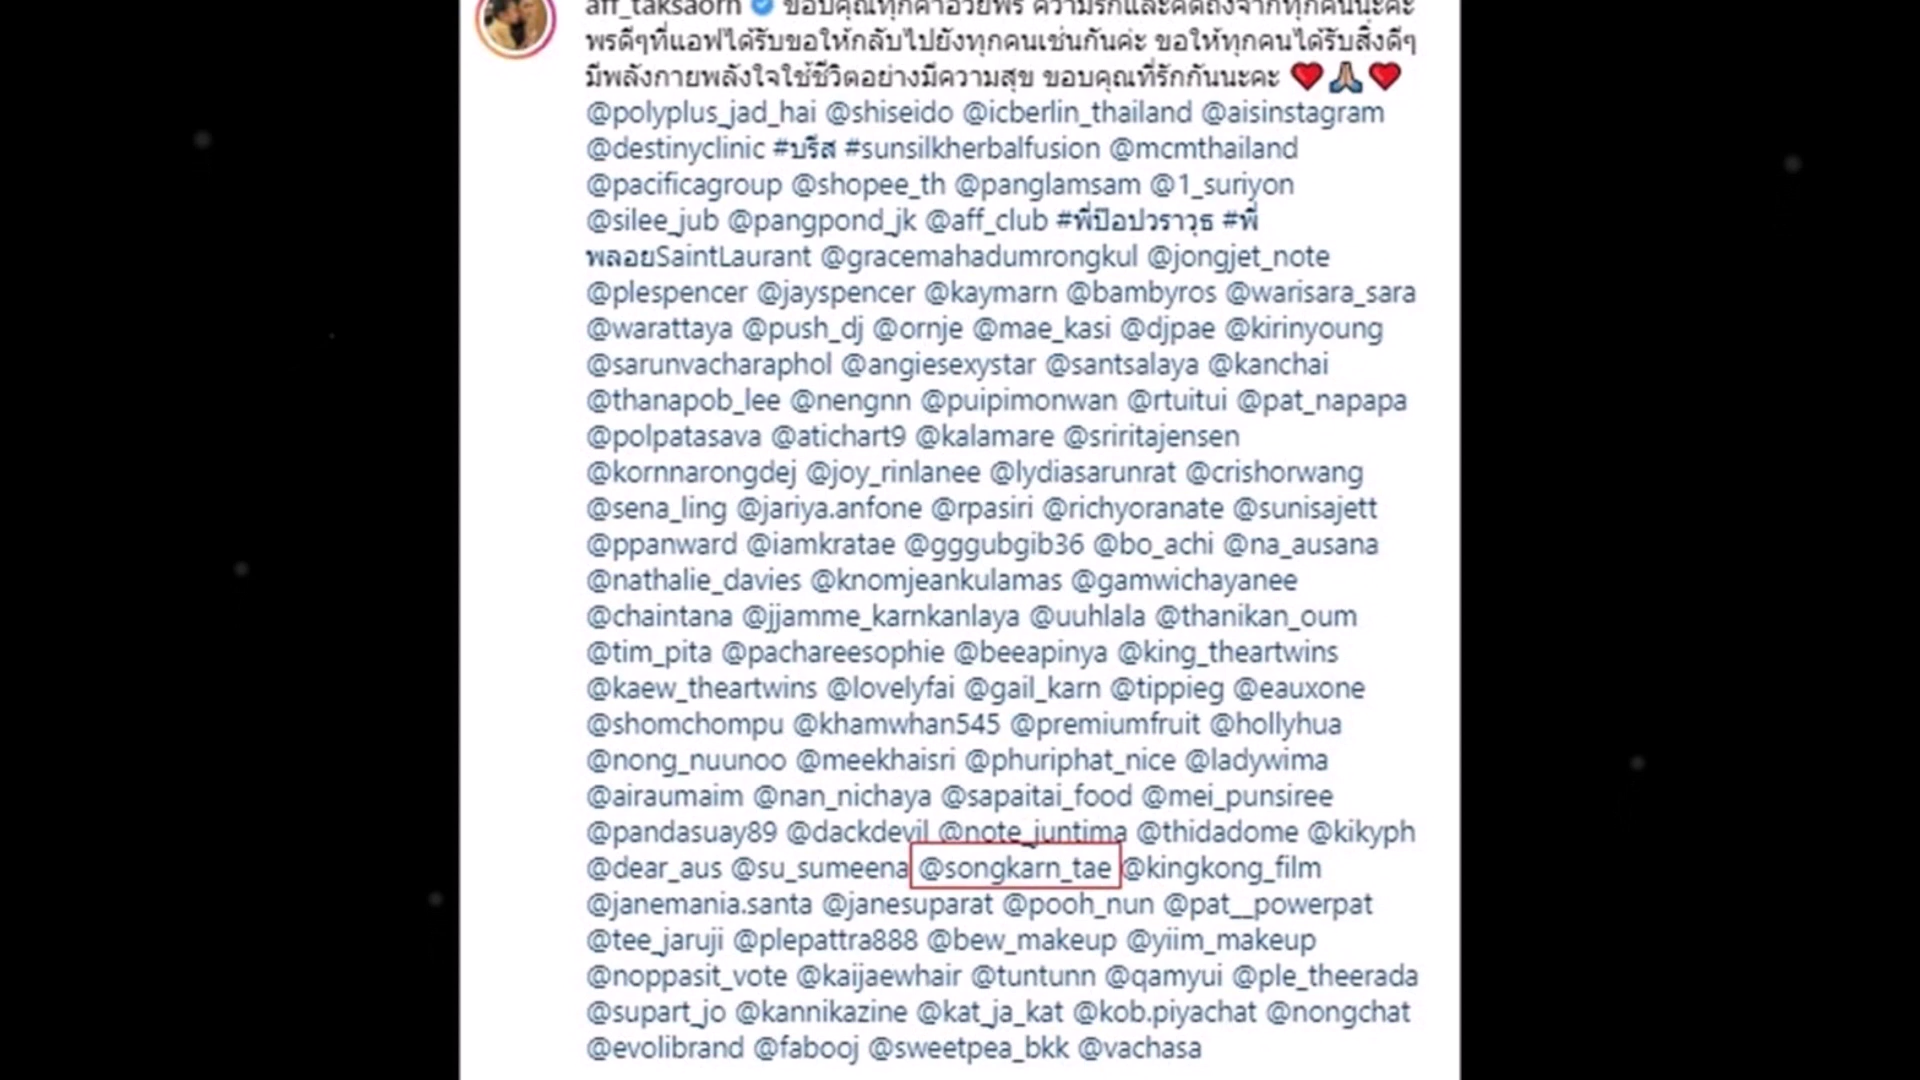 aff_taksaorn ขอบคุณทุกคำอวยพร ความรักและคิดถึงจากทุกคนนะคะ
พรดีๆที่แอฟได้รับขอให้กลับไปยังทุกคนเช่นกันค่ะ ขอให้ทุกคนได้รับสิ่งดีๆ
มีพลังกายพลังใจใช้ชีวิตอย่างมีความสุข ขอบคุณที่รักกันนะคะ ❤️🙏🏼❤️
@polyplus_jad_hai @shiseido @icberlin_thailand @aisinstagram
@destinyclinic #บรีส #sunsilkherbalfusion @mcmthailand
@pacificagroup @shopee_th @panglamsam @1_suriyon
@silee_jub @pangpond_jk @aff_club #พี่ป๊อปวราวุธ #พี่
พลอยSaintLaurant @gracemahadumrongkul @jongjet_note
@plespencer @jayspencer @kaymarn @bambyros @warisara_sara
@warattaya @push_dj @ornje @mae_kasi @djpae @kirinyoung
@sarunvacharaphol @angiesexystar @santsalaya @kanchai
@thanapob_lee @nengnn @puipimonwan @rtuitui @pat_napapa
@polpatasava @atichart9 @kalamare @sriritajensen
@kornnarongdej @joy_rinlanee @lydiasarunrat @crishorwang
@sena_ling @jariya.anfone @rpasiri @richyoranate @sunisajett
@ppanward @iamkratae @gggubgib36 @bo_achi @na_ausana
@nathalie_davies @knomjeankulamas @gamwichayanee
@chaintana @jjamme_karnkanlaya @uuhlala @thanikan_oum
@tim_pita @pachareesophie @beeapinya @king_theartwins
@kaew_theartwins @lovelyfai @gail_karn @tippieg @eauxone
@shomchompu @khamwhan545 @premiumfruit @hollyhua
@nong_nuunoo @meekhaisri @phuriphat_nice @ladywima
@airaumaim @nan_nichaya @sapaitai_food @mei_punsiree
@pandasuay89 @dackdevil @note_juntima @thidadome @kikyph
@dear_aus @su_sumeena @songkarn_tae @kingkong_film
@janemania.santa @janesuparat @pooh_nun @pat__powerpat
@tee_jaruji @plepattra888 @bew_makeup @yiim_makeup
@noppasit_vote @kaijaewhair @tuntunn @qamyui @ple_theerada
@supart_jo @kannikazine @kat_ja_kat @kob.piyachat @nongchat
@evolibrand @fabooj @sweetpea_bkk @vachasa